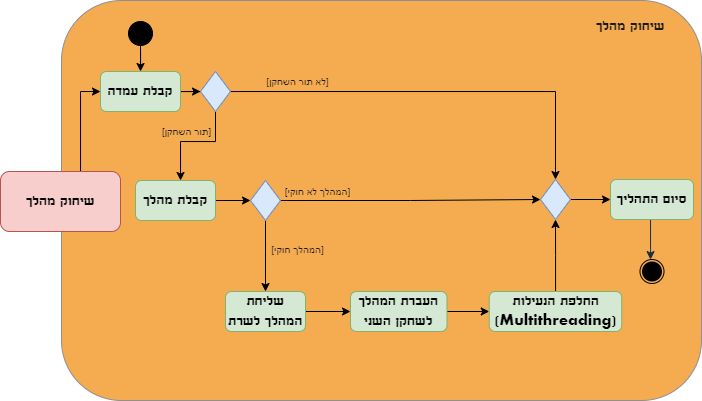 שיחוק מהלך
קבלת עמדה
[לא תור השחקן]
[תור השחקן]
שיחוק מהלך
קבלת מהלך
[המהלך לא חוקי]
סיום התהליך
[המהלך חוקי]
שליחת
המהלך לשרת
העברת המהלך
לשחקן השני
החלפת הנעילות
(Multithreading)